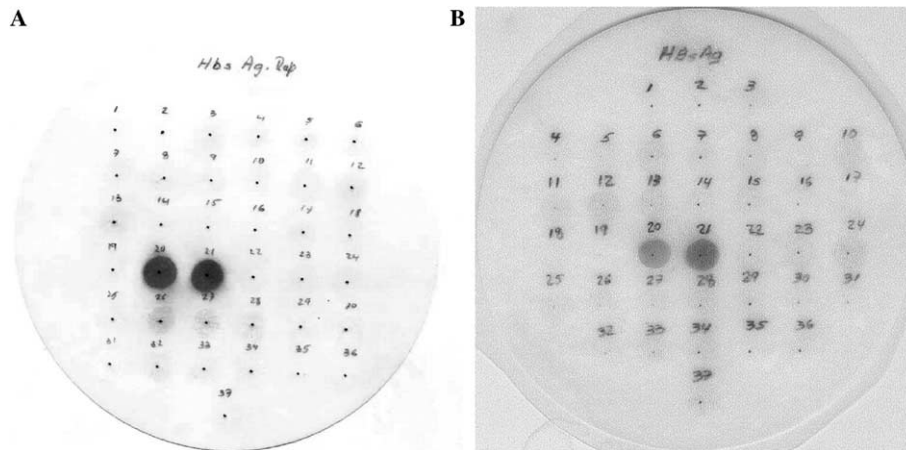 A
Hbs Ag. Rap
1 2 3 4 5 6
7 8 9 10 11 12
13 14 15 16 17 18
19 20 21 22 23 24
25 26 27 28 29 30
31 32 33 34 35 36
37
B
HBsAg
1 2 3
4 5 6 7 8 9 10
11 12 13 14 15 16 17
18 19 20 21 22 23 24
25 26 27 28 29 30 31
32 33 34 35 36
37